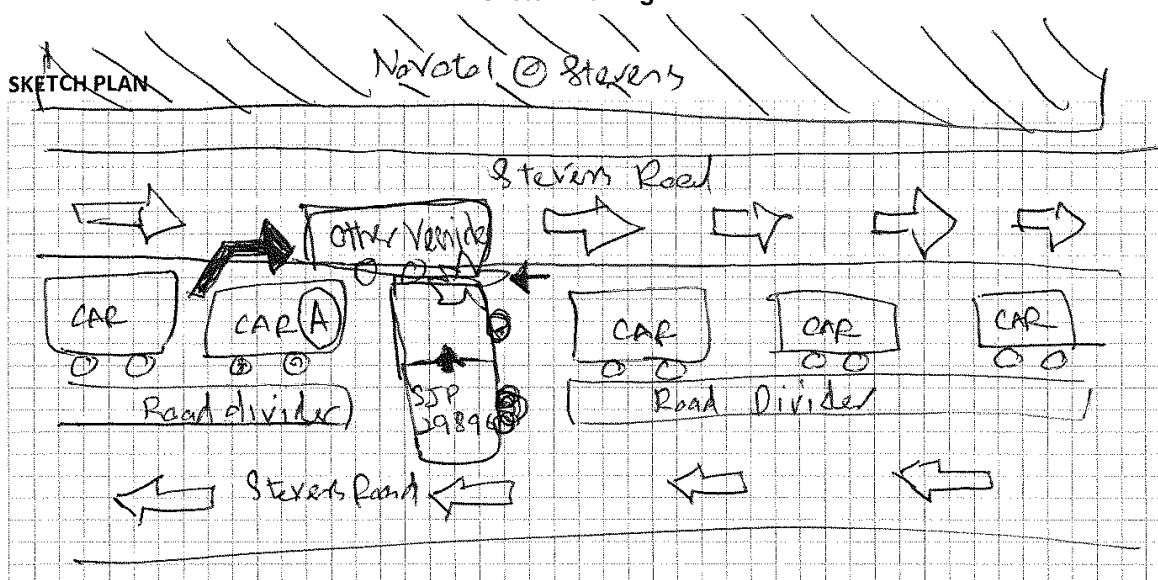 Novotel @ Stevens
SKETCH PLAN
Stevens Road
other Vehicle
CAR
CAR A
CAR
CAR
CAR
SJP
Road divider
Road Divider
Stevens Road